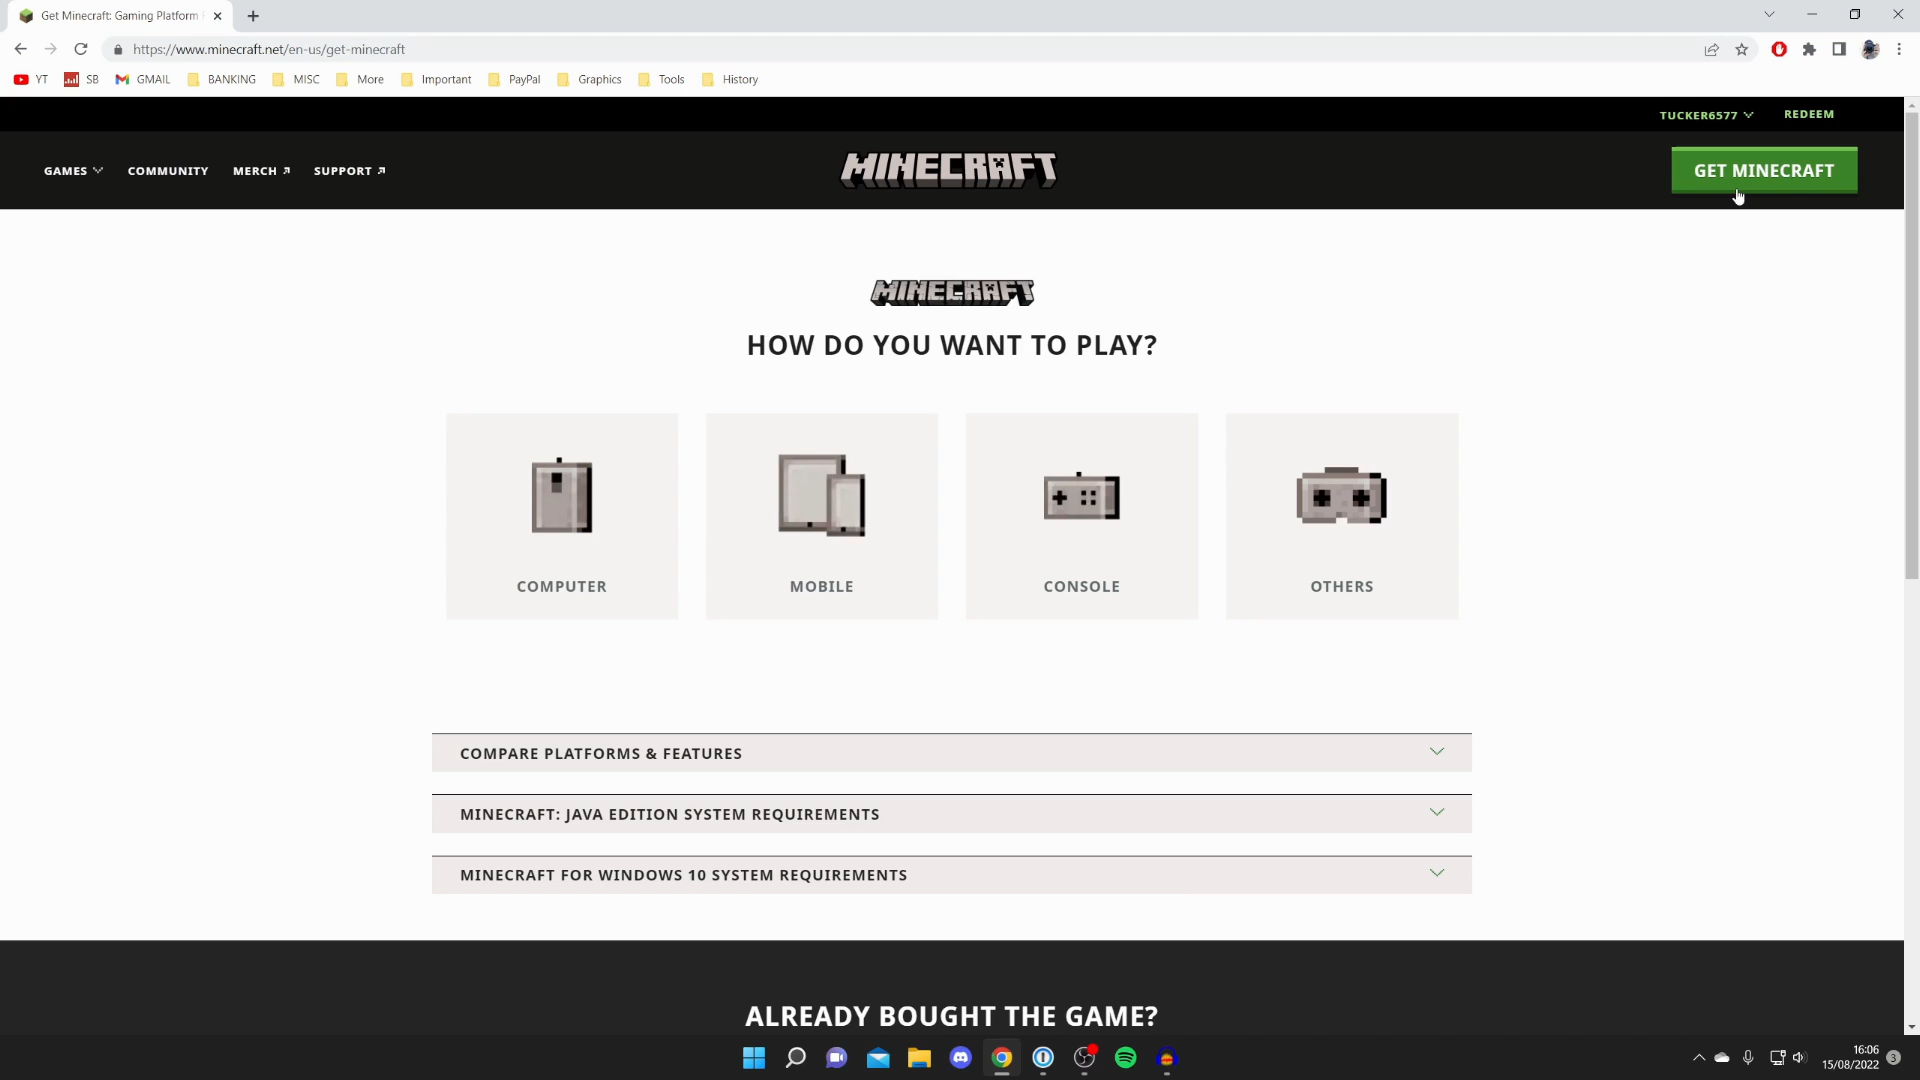 Get Minecraft: Gaming Platform
https://www.minecraft.net/en-us/get-minecraft
YT SB GMAIL BANKING MISC More Important PayPal Graphics Tools History
TUCKER6577 REDEEM
GAMES COMMUNITY MERCH SUPPORT MINECRAFT GET MINECRAFT
MINECRAFT
HOW DO YOU WANT TO PLAY?
COMPUTER MOBILE CONSOLE OTHERS
COMPARE PLATFORMS & FEATURES
MINECRAFT: JAVA EDITION SYSTEM REQUIREMENTS
MINECRAFT FOR WINDOWS 10 SYSTEM REQUIREMENTS
ALREADY BOUGHT THE GAME?
16:06
15/08/2022 3